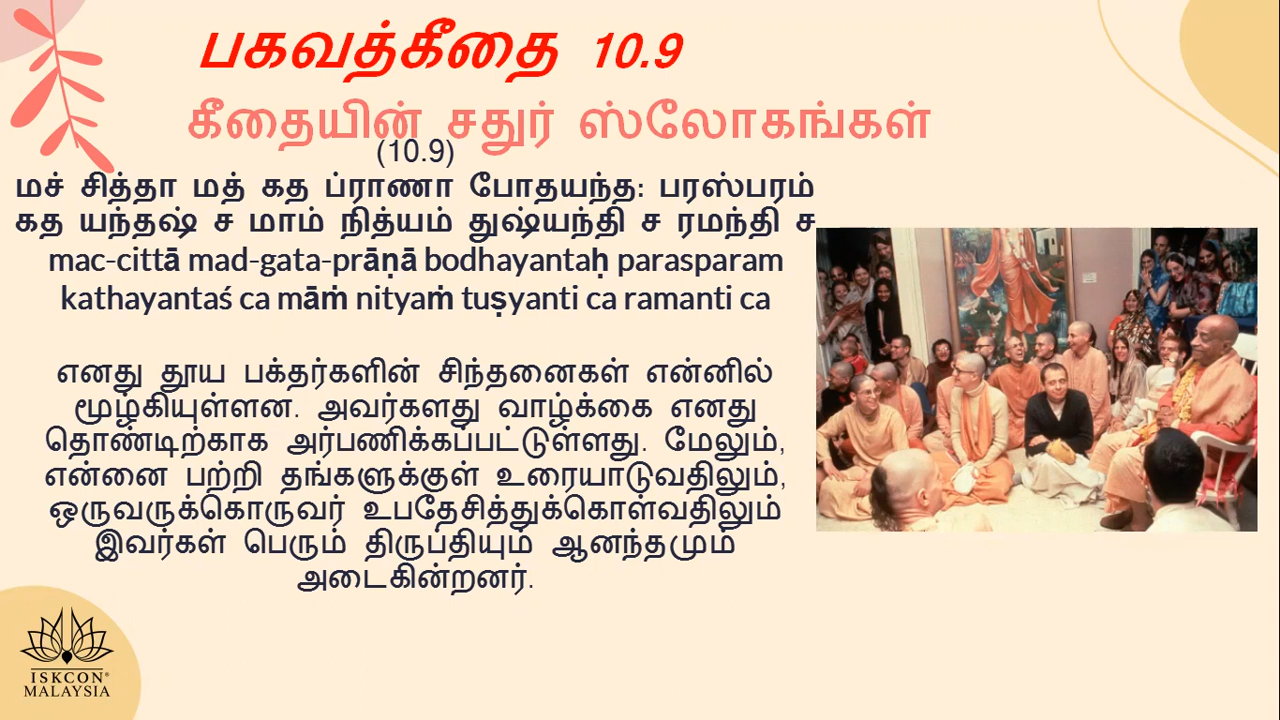 பகவத்கீதை 10.9
கீதையின் சதுர் ஸ்லோகங்கள்
(10.9)
மச் சித்தா மத் கத ப்ராணா போதயந்த: பரஸ்பரம்
கத யந்தஷ் ச மாம் நித்யம் துஷ்யந்தி ச ரமந்தி ச
mac-cittā mad-gata-prāṇā bodhayantaḥ parasparam
kathayantaś ca māṁ nityaṁ tuṣyanti ca ramanti ca
எனது தூய பக்தர்களின் சிந்தனைகள் என்னில்
மூழ்கியுள்ளன. அவர்களது வாழ்க்கை எனது
தொண்டிற்காக அர்பணிக்கப்பட்டுள்ளது. மேலும்,
என்னை பற்றி தங்களுக்குள் உரையாடுவதிலும்,
ஒருவருக்கொருவர் உபதேசித்துக்கொள்வதிலும்
இவர்கள் பெரும் திருப்தியும் ஆனந்தமும்
அடைகின்றனர்.
ISKCON®
MALAYSIA